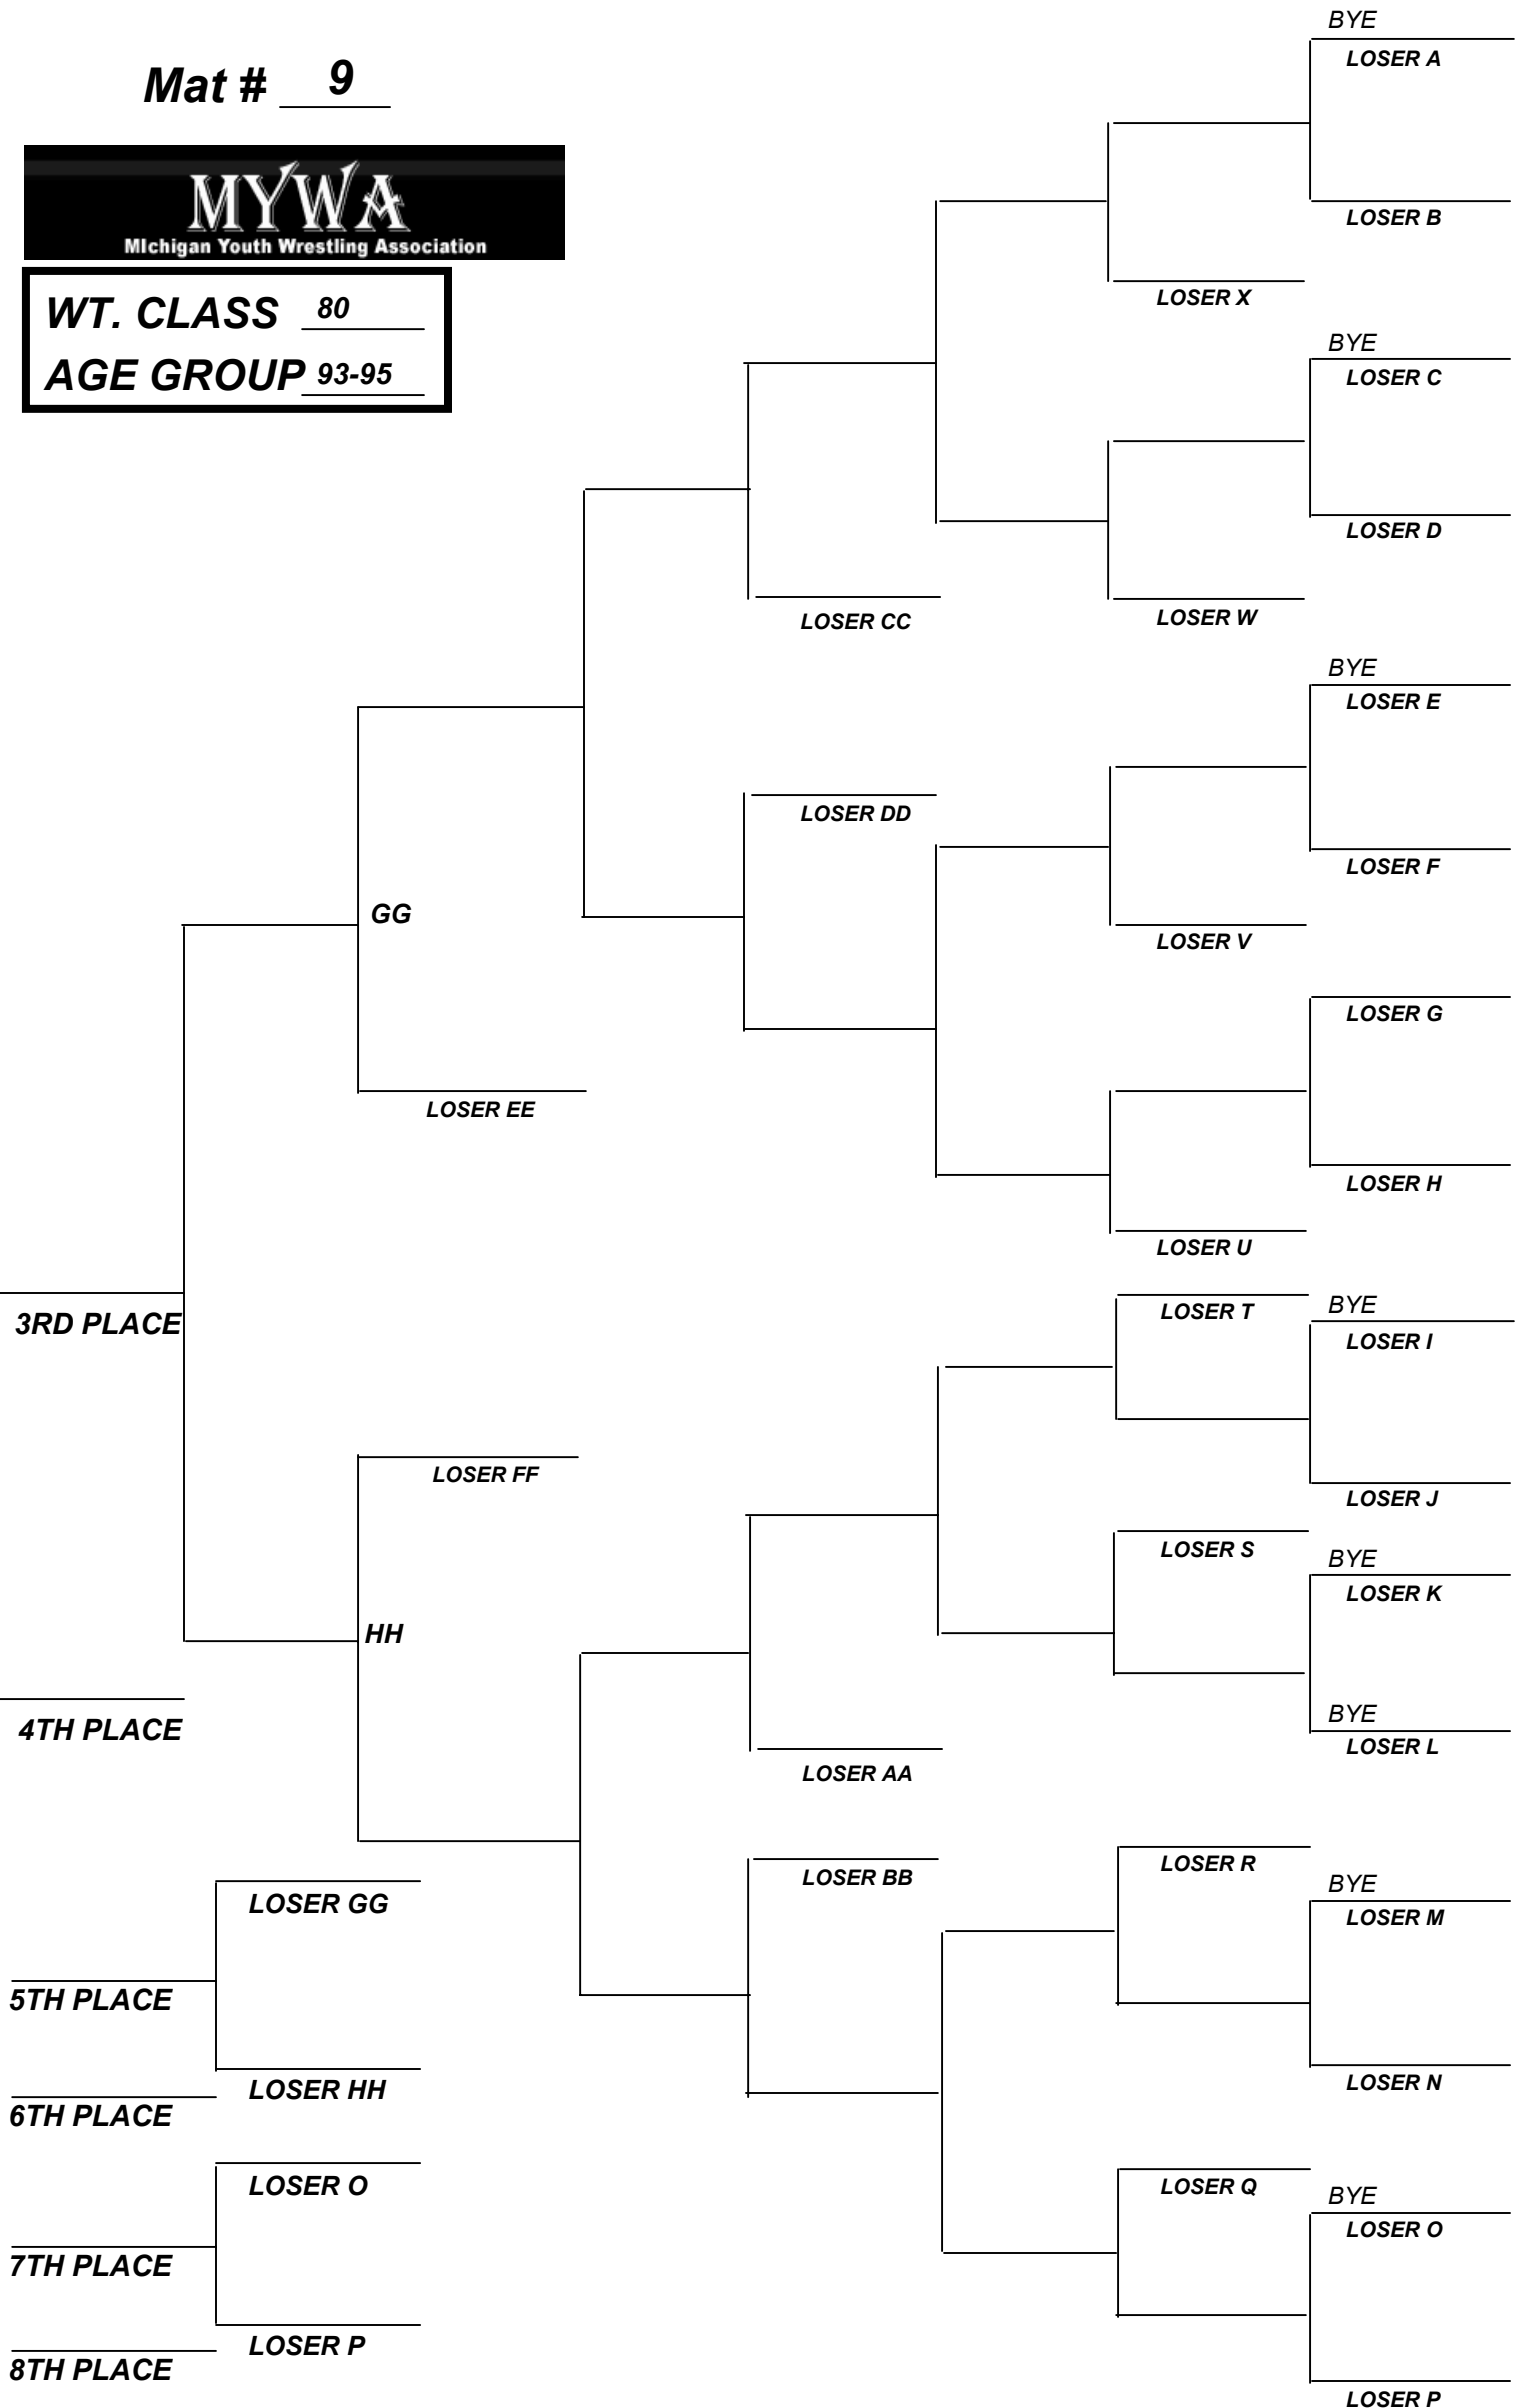 Mat # 9
MYWA
MIchigan Youth Wrestling Association
WT. CLASS 80
AGE GROUP 93-95
BYE
LOSER A
LOSER B
LOSER X
BYE
LOSER C
LOSER D
LOSER W
LOSER CC
BYE
LOSER E
LOSER DD
LOSER F
GG
LOSER V
LOSER G
LOSER EE
LOSER H
LOSER U
3RD PLACE
LOSER T
BYE
LOSER I
LOSER FF
LOSER J
LOSER S
BYE
LOSER K
HH
4TH PLACE
BYE
LOSER L
LOSER AA
LOSER R
LOSER BB
BYE
LOSER M
LOSER GG
5TH PLACE
LOSER N
LOSER HH
6TH PLACE
LOSER O
LOSER Q
BYE
LOSER O
7TH PLACE
LOSER P
8TH PLACE
LOSER P